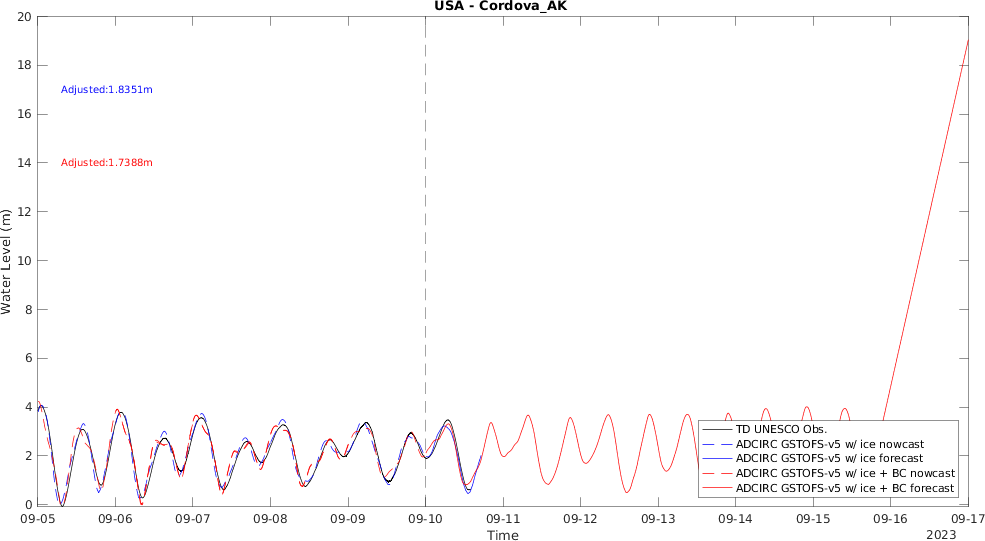 USA - Cordova_AK
20
18
16
14
12
10
8
6
4
2
0
Water Level (m)
Adjusted:1.8351m
Adjusted:1.7388m
TD UNESCO Obs.
ADCIRC GSTOFS-v5 w/ ice nowcast
ADCIRC GSTOFS-v5 w/ ice forecast
ADCIRC GSTOFS-v5 w/ ice + BC nowcast
ADCIRC GSTOFS-v5 w/ ice + BC forecast
09-05 09-06 09-07 09-08 09-09 09-10 09-11 09-12 09-13 09-14 09-15 09-16 09-17
Time
2023